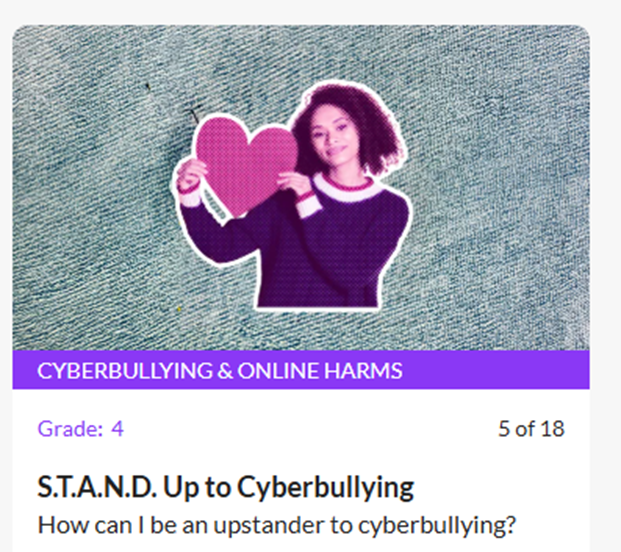 CYBERBULLYING & ONLINE HARMS
Grade: 4
5 of 18
S.T.A.N.D. Up to Cyberbullying
How can I be an upstander to cyberbullying?